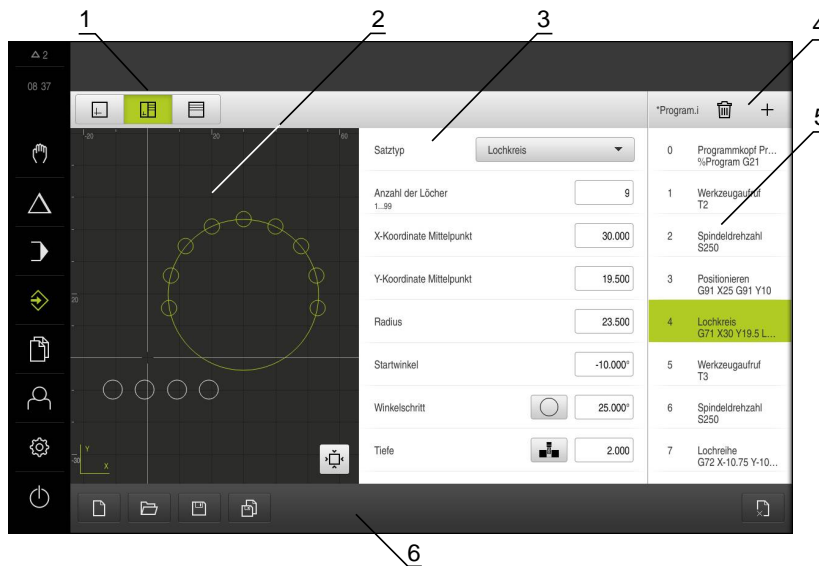 1
2
3
4
5
6
2
08 37
*Program.i
-20
20
60
20
-30
Y
X
Satztyp
Lochkreis
Anzahl der Löcher
1...99
9
X-Koordinate Mittelpunkt
30.000
Y-Koordinate Mittelpunkt
19.500
Radius
23.500
Startwinkel
-10.000°
Winkelschritt
25.000°
Tiefe
2.000
0 Programmkopf Pr...
%Program G21
1 Werkzeugaufruf
T2
2 Spindeldrehzahl
S250
3 Positionieren
G91 X25 G91 Y10
4 Lochkreis
G71 X30 Y19.5 L...
5 Werkzeugaufruf
T3
6 Spindeldrehzahl
S250
7 Lochreihe
G72 X-10.75 Y-10...